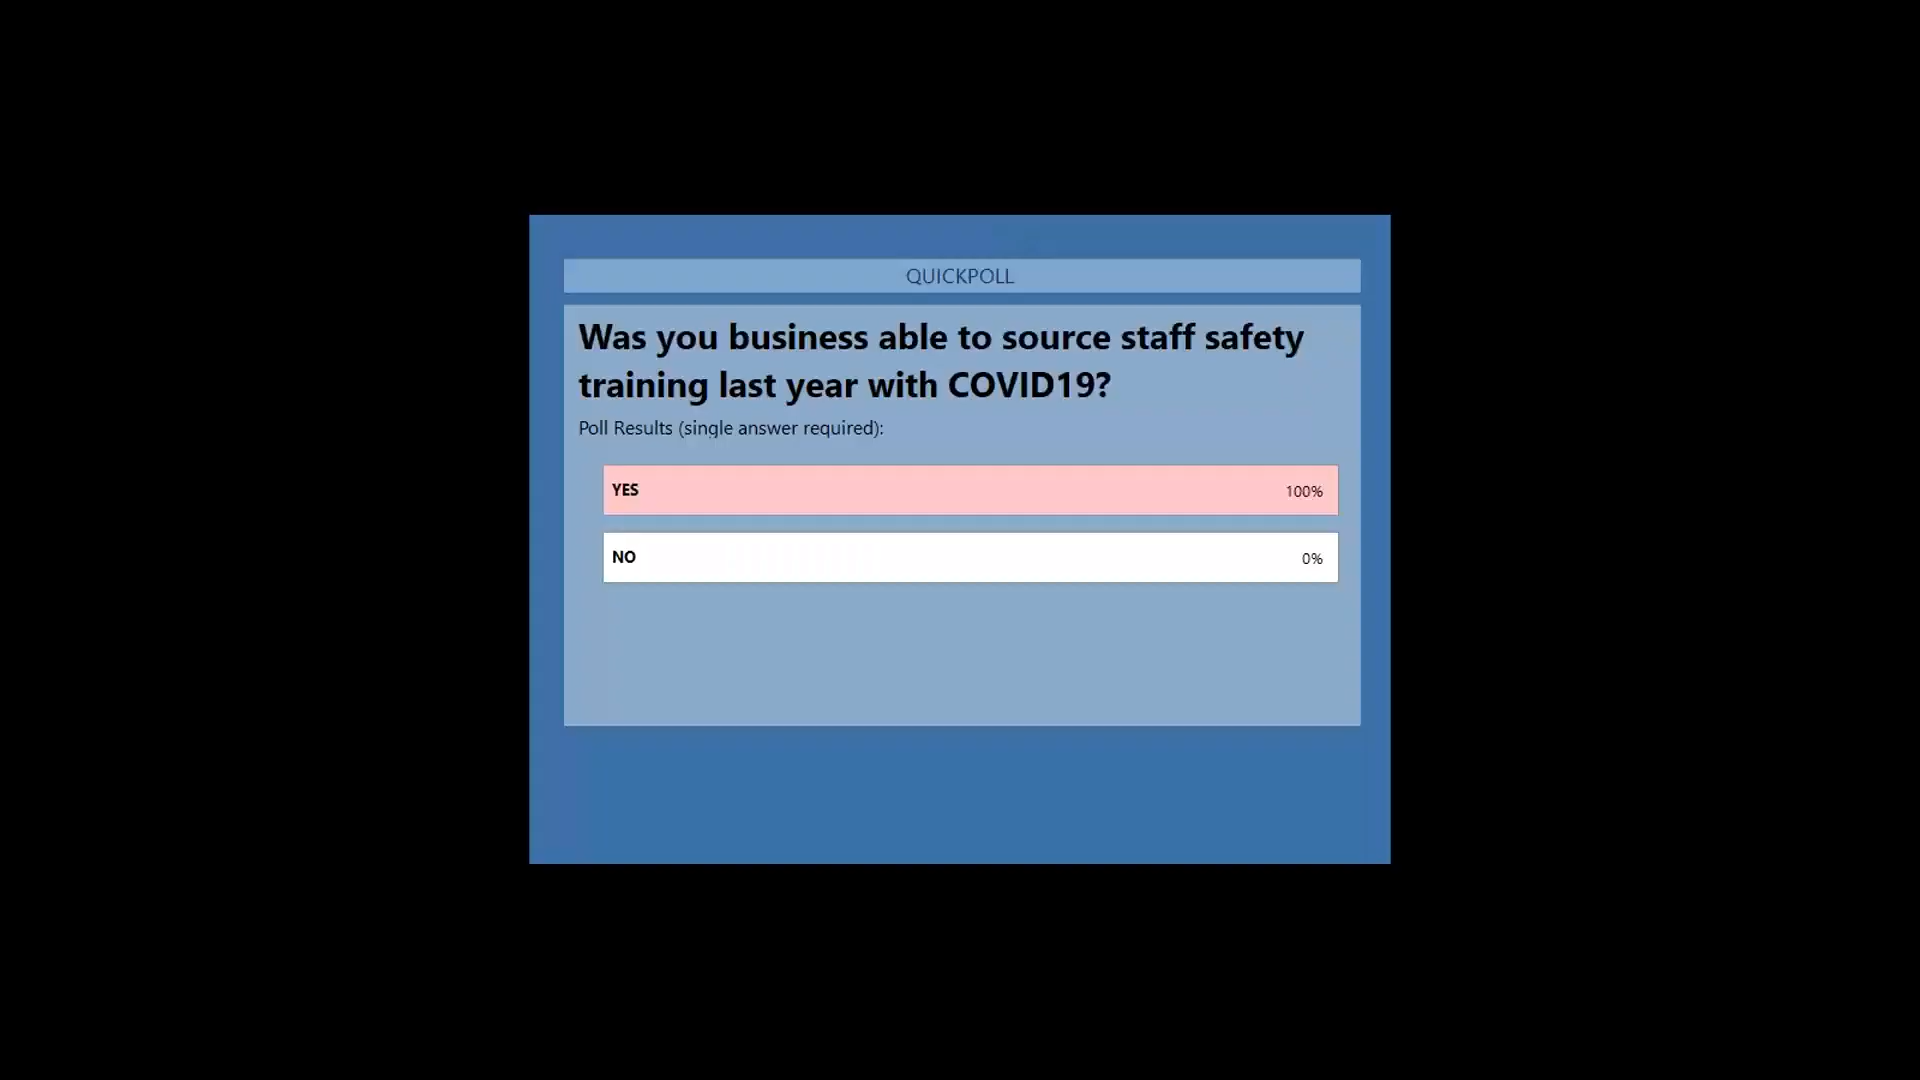 QUICKPOLL
Was you business able to source staff safety
training last year with COVID19?
Poll Results (single answer required):
YES 100%
NO 0%